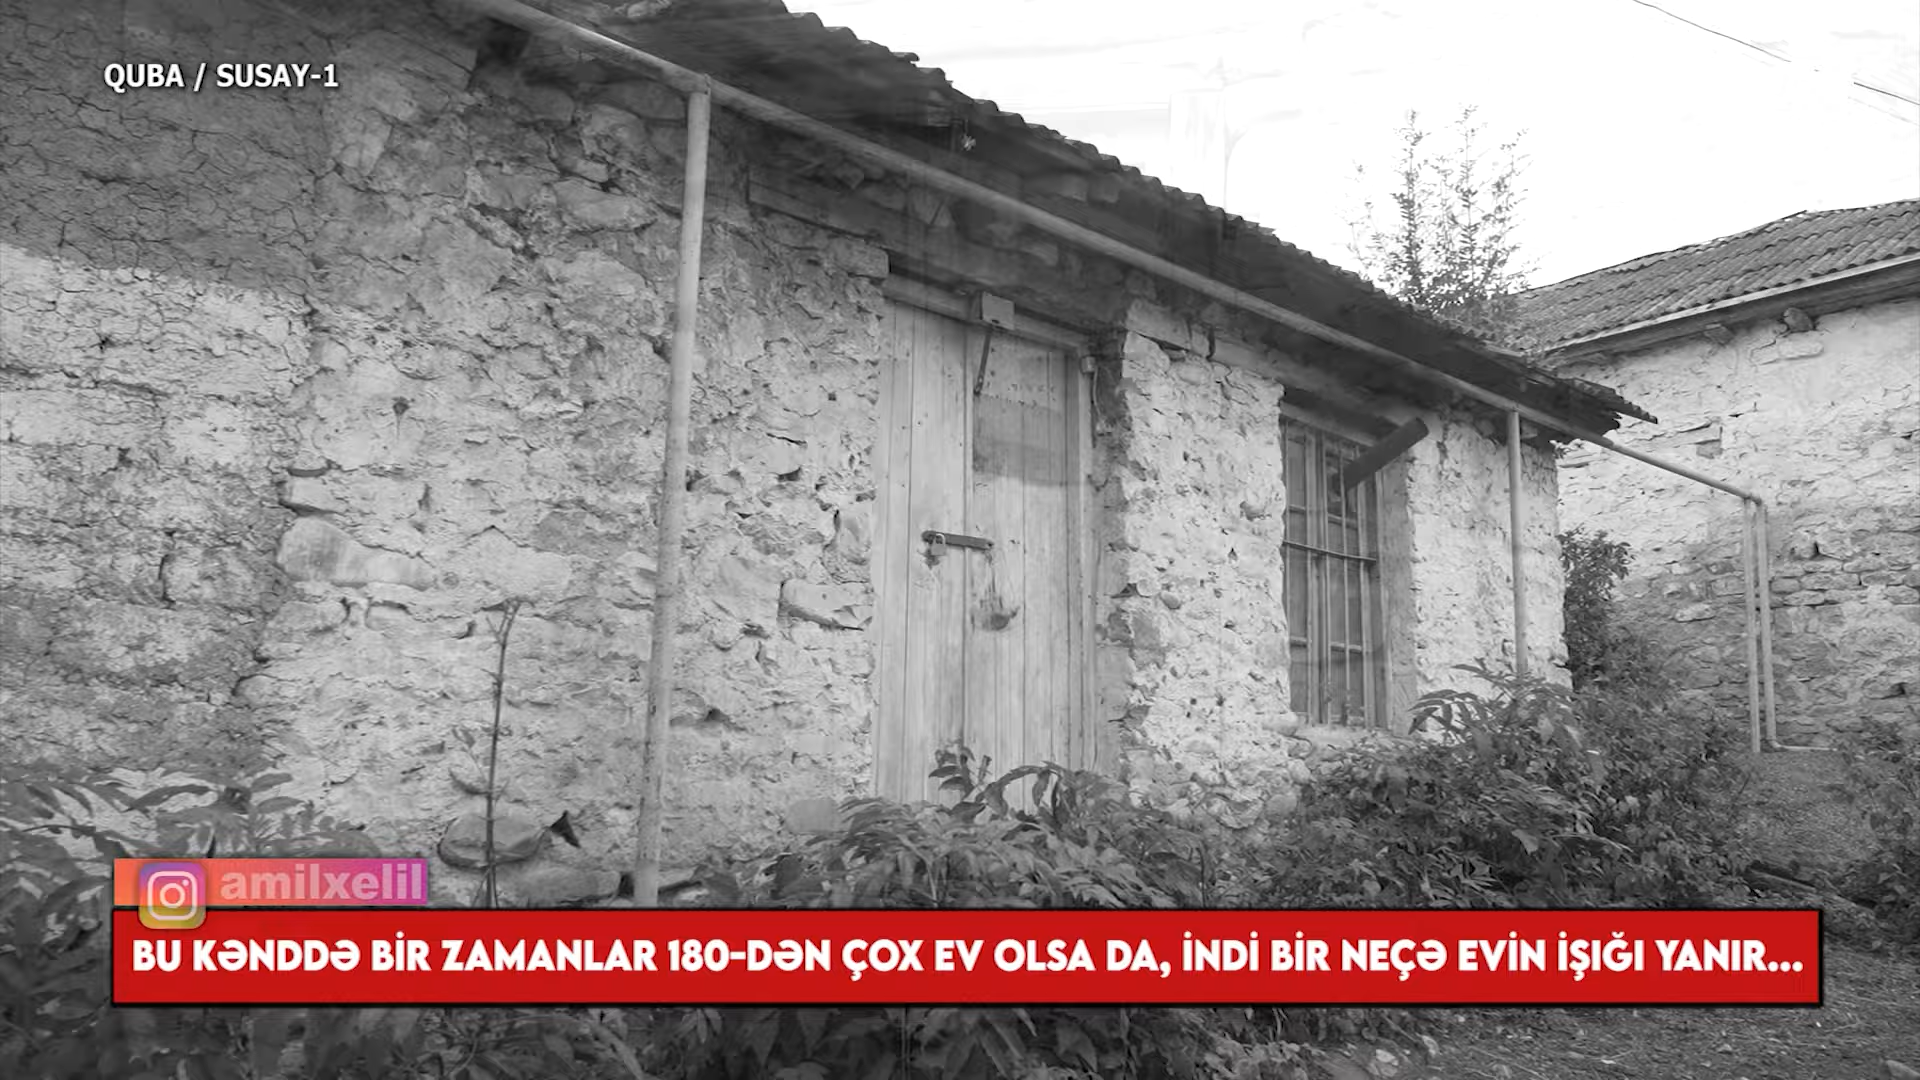 QUBA / SUSAY-1
amilxelil
BU KƏNDDƏ BİR ZAMANLAR 180-DƏN ÇOX EV OLSA DA, İNDİ BİR NEÇƏ EVİN İŞIĞI YANIR...